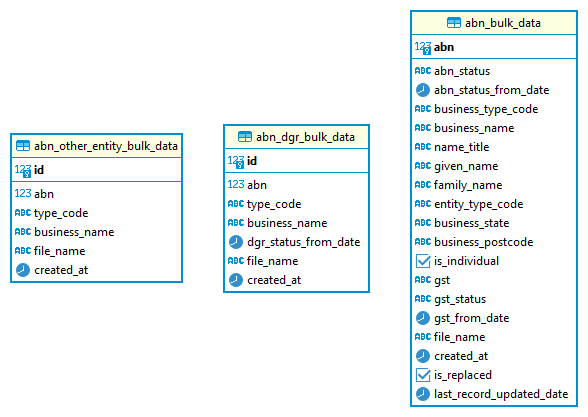 abn_other_entity_bulk_data
123 id
123 abn
ABC type_code
ABC business_name
ABC file_name
created_at
abn_dgr_bulk_data
123 id
123 abn
ABC type_code
ABC business_name
dgr_status_from_date
ABC file_name
created_at
abn_bulk_data
123 abn
ABC abn_status
abn_status_from_date
ABC business_type_code
ABC business_name
ABC name_title
ABC given_name
ABC family_name
ABC entity_type_code
ABC business_state
ABC business_postcode
is_individual
ABC gst
ABC gst_status
gst_from_date
ABC file_name
created_at
is_replaced
last_record_updated_date